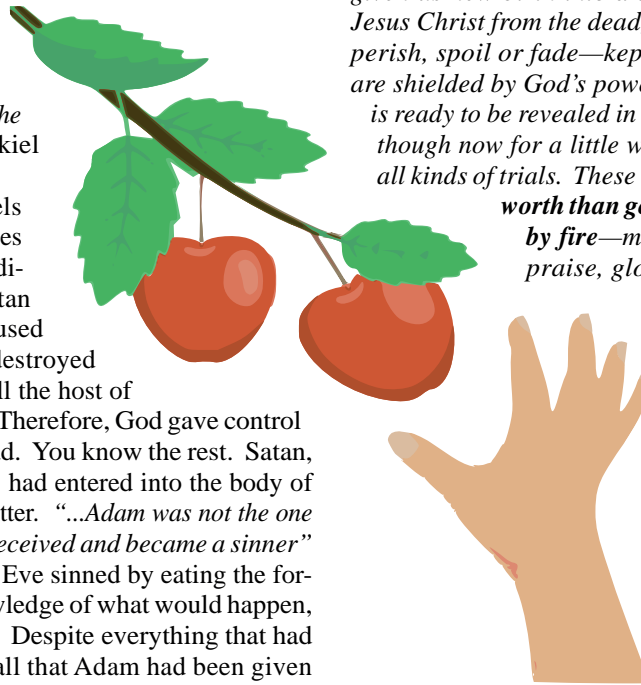 he
kiel
els
es
di-
tan
used
destroyed
ll the host of
Therefore, God gave control
d. You know the rest. Satan,
had entered into the body of
tter. “...Adam was not the one
eceived and became a sinner”
Eve sinned by eating the for-
wledge of what would happen,
Despite everything that had
all that Adam had been given
Jesus Christ from the dead
perish, spoil or fade—kep
are shielded by God’s powe
is ready to be revealed in
though now for a little w
all kinds of trials. These
worth than go
by fire—m
praise, glo